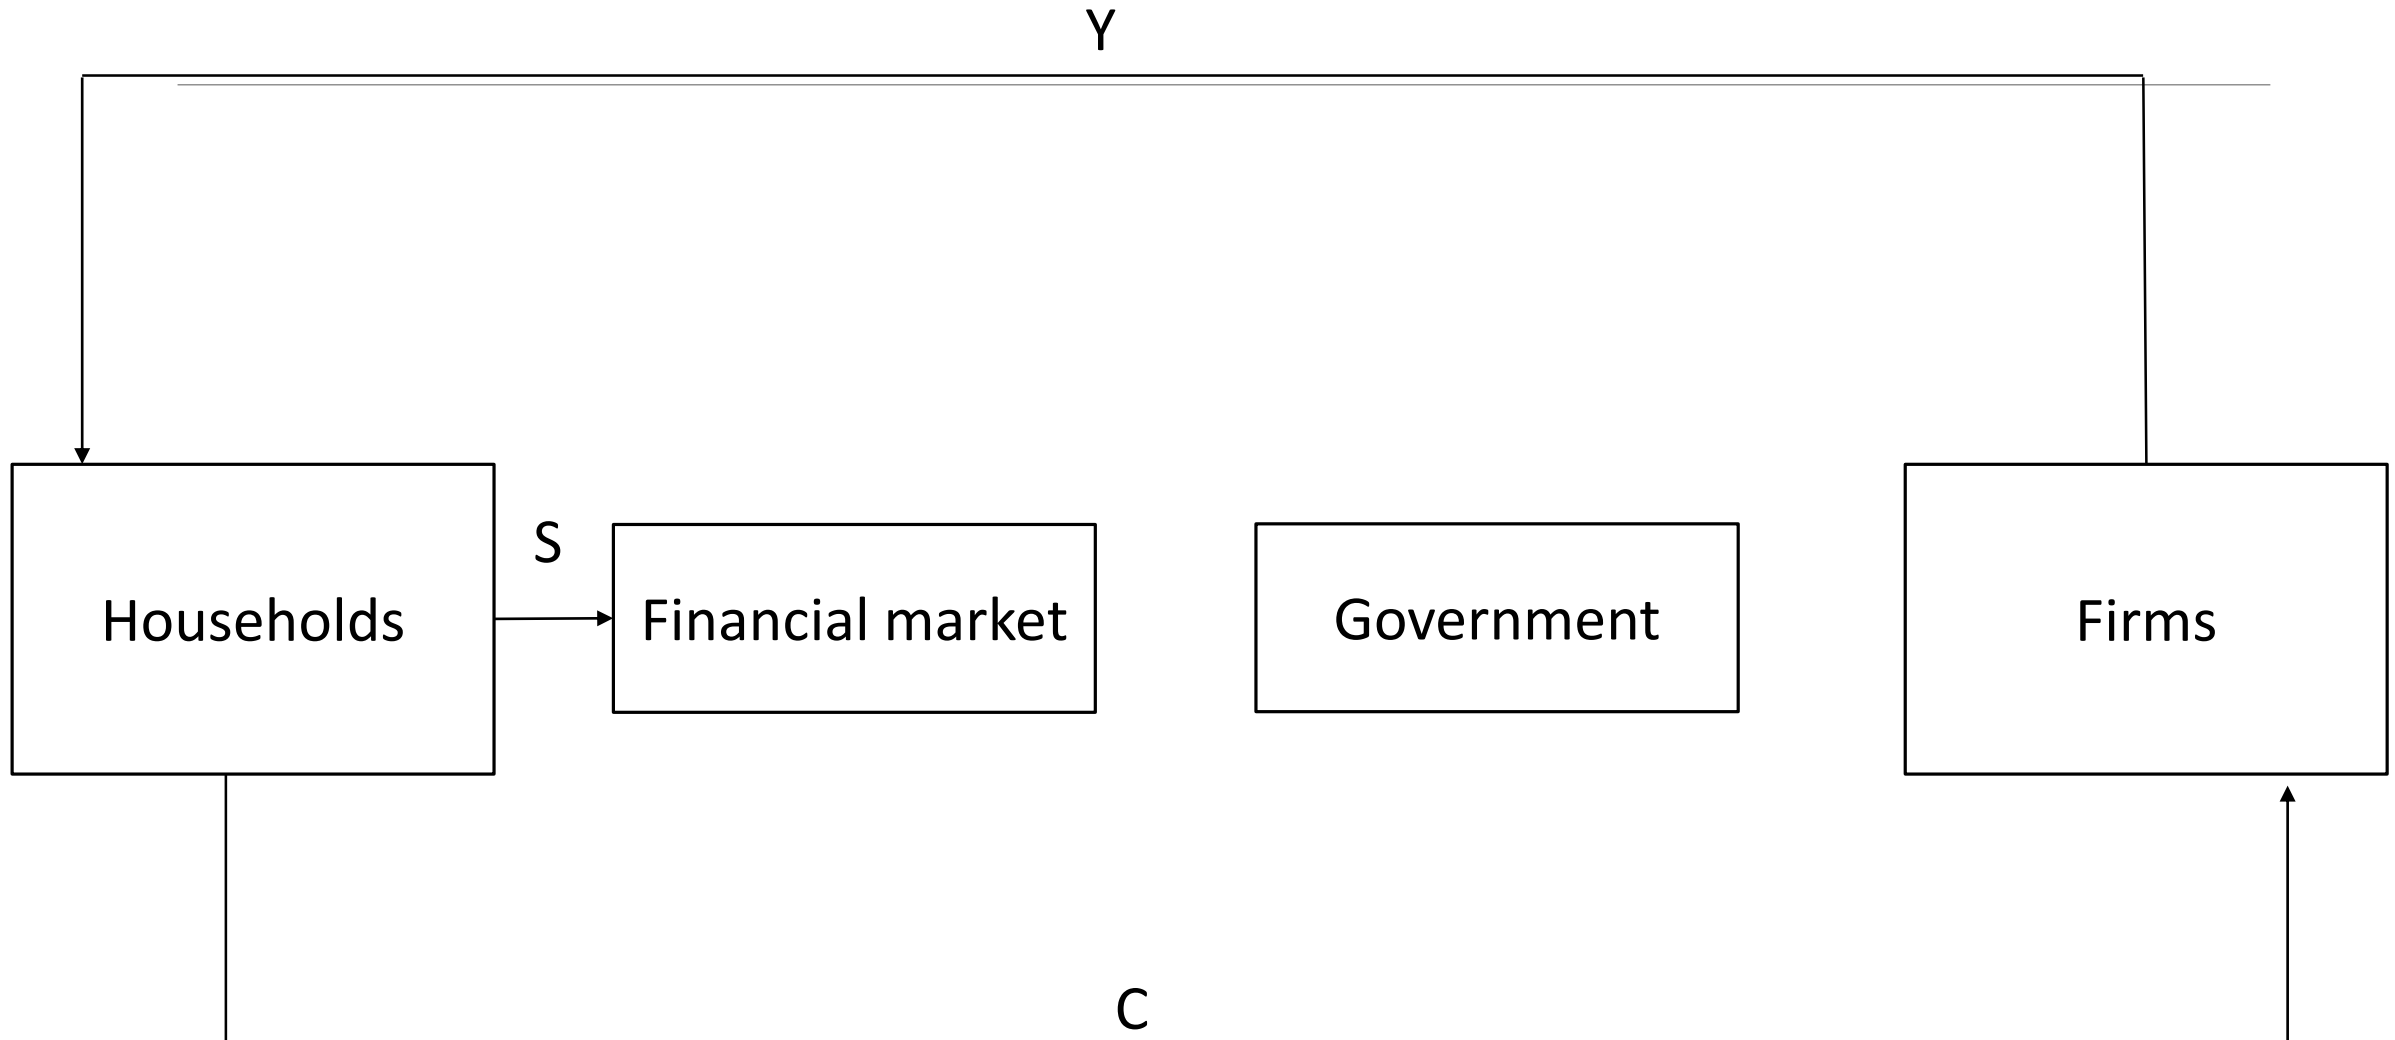 Y
S
Households
Financial market
Government
Firms
C